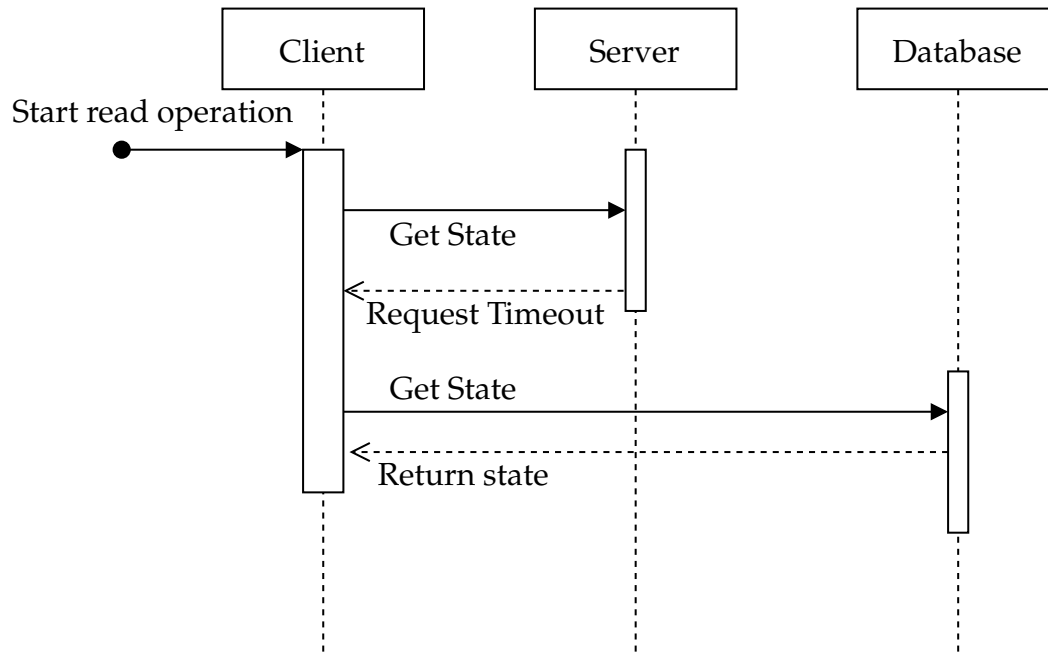 Client
Server
Database
Start read operation
Get State
Request Timeout
Get State
Return state